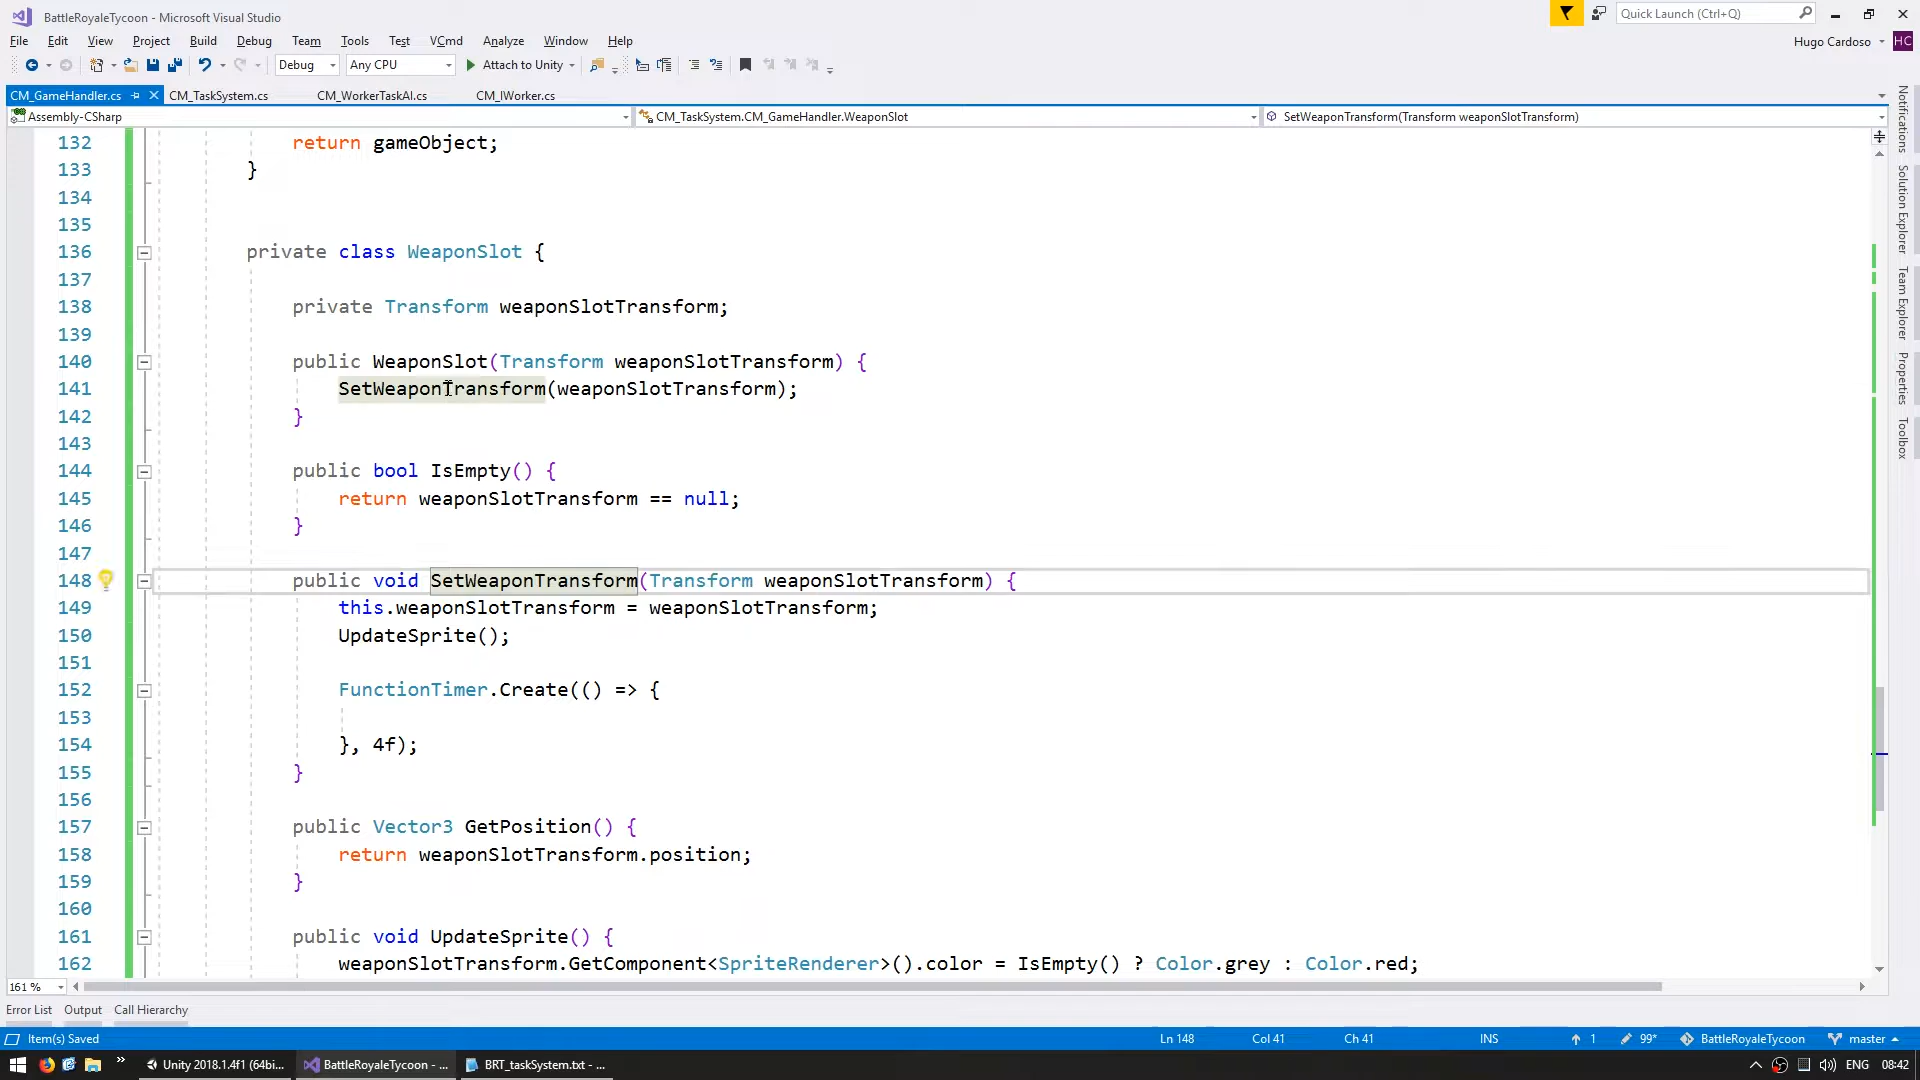 BattleRoyaleTycoon - Microsoft Visual Studio
Quick Launch (Ctrl+Q)
File Edit View Project Build Debug Team Tools Test VCmd Analyze Window Help
Hugo Cardoso HC
Debug Any CPU Attach to Unity
CM_GameHandler.cs CM_TaskSystem.cs CM_WorkerTaskAI.cs CM_IWorker.cs
Assembly-CSharp CM_TaskSystem.CM_GameHandler.WeaponSlot SetWeaponTransform(Transform weaponSlotTransform)
132 return gameObject;
133 }
134
135
136 private class WeaponSlot {
137
138 private Transform weaponSlotTransform;
139
140 public WeaponSlot(Transform weaponSlotTransform) {
141 SetWeaponTransform(weaponSlotTransform);
142 }
143
144 public bool IsEmpty() {
145 return weaponSlotTransform == null;
146 }
147
148 public void SetWeaponTransform(Transform weaponSlotTransform) {
149 this.weaponSlotTransform = weaponSlotTransform;
150 UpdateSprite();
151
152 FunctionTimer.Create(() => {
153
154 }, 4f);
155 }
156
157 public Vector3 GetPosition() {
158 return weaponSlotTransform.position;
159 }
160
161 public void UpdateSprite() {
162 weaponSlotTransform.GetComponent<SpriteRenderer>().color = IsEmpty() ? Color.grey : Color.red;
Notifications
Solution Explorer
Team Explorer
Properties
Toolbox
161 %
Error List Output Call Hierarchy
Item(s) Saved Ln 148 Col 41 Ch 41 INS 1 99* BattleRoyaleTycoon master
Unity 2018.1.4f1 (64bi... BattleRoyaleTycoon - ... BRT_taskSystem.txt - ... ENG 08:42